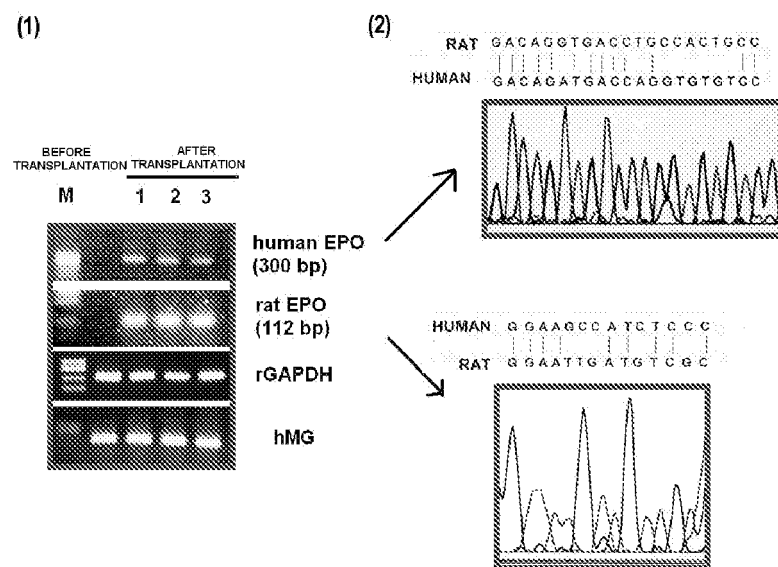 (1)
BEFORE TRANSPLANTATION
AFTER TRANSPLANTATION
M 1 2 3
human EPO
(300 bp)
rat EPO
(112 bp)
rGAPDH
hMG
(2)
RAT GACAGGTGACCTGCCACTGCC
HUMAN GACAGATGACCAGGTGTGTCC
HUMAN GGAAGCCATCTCCC
RAT GGAATTGATGTCGC